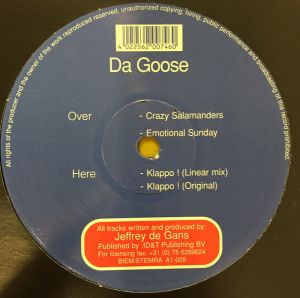 All rights of the producer and the owner of the work reproduced reserved, unauthorized copying, hiring, public performance and broadcasting of this record prohibited.
4 022562 007460
Da Goose
Over
- Crazy Salamanders
- Emotional Sunday
Here
- Klappo ! (Linear mix)
- Klappo ! (Original)
All tracks written and produced by:
Jeffrey de Gans
Published by 2D&T Publishing BV
For licensing fax: +31 (0) 75 6289624
BIEM/STEMRA A1-005